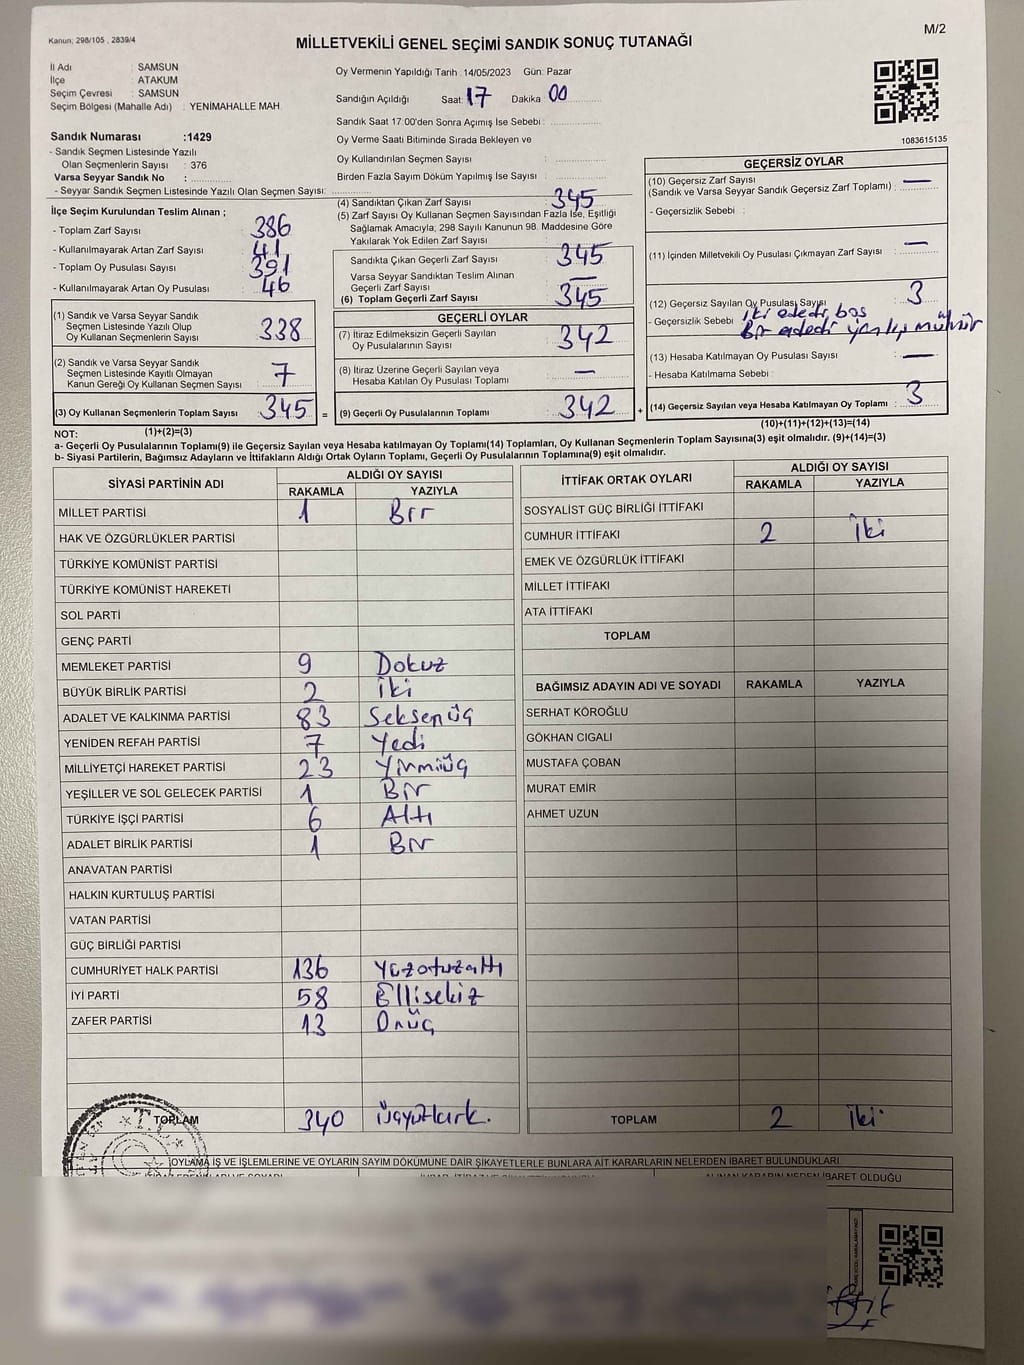 Kanun; 298/105 , 2839/4
M/2
MİLLETVEKİLİ GENEL SEÇİMİ SANDIK SONUÇ TUTANAĞI
İl Adı : SAMSUN
İlçe : ATAKUM
Seçim Çevresi : SAMSUN
Seçim Bölgesi (Mahalle Adı) : YENİMAHALLE MAH
Sandık Numarası :1429
- Sandık Seçmen Listesinde Yazılı
Olan Seçmenlerin Sayısı : 376
Varsa Seyyar Sandık No :
- Seyyar Sandık Seçmen Listesinde Yazılı Olan Seçmen Sayısı:
Oy Vermenin Yapıldığı Tarih :14/05/2023 Gün: Pazar
Sandığın Açıldığı Saat: 17 Dakika 00
Sandık Saat 17:00'den Sonra Açımış İse Sebebi :
Oy Verme Saati Bitiminde Sırada Bekleyen ve
Oy Kullandırılan Seçmen Sayısı :
Birden Fazla Sayım Döküm Yapılmış İse Sayısı :
1083615135
İlçe Seçim Kurulundan Teslim Alınan ;
- Toplam Zarf Sayısı : 386
- Kullanılmayarak Artan Zarf Sayısı : 41
- Toplam Oy Pusulası Sayısı : 391
- Kullanılmayarak Artan Oy Pusulası : 46
(1) Sandık ve Varsa Seyyar Sandık
Seçmen Listesinde Yazılı Olup
Oy Kullanan Seçmenlerin Sayısı : 338
(2) Sandık ve Varsa Seyyar Sandık
Seçmen Listesinde Kayıtlı Olmayan
Kanun Gereği Oy Kullanan Seçmen Sayısı : 7
(3) Oy Kullanan Seçmenlerin Toplam Sayısı : 345 =
(1)+(2)=(3)
(4) Sandıktan Çıkan Zarf Sayısı : 345
(5) Zarf Sayısı Oy Kullanan Seçmen Sayısından Fazla İse, Eşitliği
Sağlamak Amacıyla, 298 Sayılı Kanunun 98. Maddesine Göre
Yakılarak Yok Edilen Zarf Sayısı :
Sandıkta Çıkan Geçerli Zarf Sayısı : 345
Varsa Seyyar Sandıktan Teslim Alınan
Geçerli Zarf Sayısı : —
(6) Toplam Geçerli Zarf Sayısı : 345
GEÇERLİ OYLAR
(7) İtiraz Edilmeksizin Geçerli Sayılan
Oy Pusulalarının Sayısı : 342
(8) İtiraz Üzerine Geçerli Sayılan veya
Hesaba Katılan Oy Pusulası Toplamı : —
(9) Geçerli Oy Pusulalarının Toplamı : 342 +
GEÇERSİZ OYLAR
(10) Geçersiz Zarf Sayısı : —
(Sandık ve Varsa Seyyar Sandık Geçersiz Zarf Toplamı)
- Geçersizlik Sebebi :
(11) İçinden Milletvekili Oy Pusulası Çıkmayan Zarf Sayısı : —
(12) Geçersiz Sayılan Oy Pusulası Sayısı : 3
- Geçersizlik Sebebi : iki adedi boş
Bir adedi yanlış mühür
(13) Hesaba Katılmayan Oy Pusulası Sayısı : —
- Hesaba Katılmama Sebebi :
(14) Geçersiz Sayılan veya Hesaba Katılmayan Oy Toplamı : 3
(10)+(11)+(12)+(13)=(14)
NOT:
a- Geçerli Oy Pusulalarının Toplamı(9) ile Geçersiz Sayılan veya Hesaba katılmayan Oy Toplamı(14) Toplamları, Oy Kullanan Seçmenlerin Toplam Sayısına(3) eşit olmalıdır. (9)+(14)=(3)
b- Siyasi Partilerin, Bağımsız Adayların ve İttifakların Aldığı Ortak Oyların Toplamı, Geçerli Oy Pusulalarının Toplamına(9) eşit olmalıdır.
SİYASİ PARTİNİN ADI ALDIĞI OY SAYISI
RAKAMLA YAZIYLA
MİLLET PARTİSİ 1 Bir
HAK VE ÖZGÜRLÜKLER PARTİSİ
TÜRKİYE KOMÜNİST PARTİSİ
TÜRKİYE KOMÜNİST HAREKETİ
SOL PARTİ
GENÇ PARTİ
MEMLEKET PARTİSİ 9 Dokuz
BÜYÜK BİRLİK PARTİSİ 2 İki
ADALET VE KALKINMA PARTİSİ 83 Seksenüç
YENİDEN REFAH PARTİSİ 7 Yedi
MİLLİYETÇİ HAREKET PARTİSİ 23 Yirmiüç
YEŞİLLER VE SOL GELECEK PARTİSİ 1 Bir
TÜRKİYE İŞÇİ PARTİSİ 6 Altı
ADALET BİRLİK PARTİSİ 1 Bir
ANAVATAN PARTİSİ
HALKIN KURTULUŞ PARTİSİ
VATAN PARTİSİ
GÜÇ BİRLİĞİ PARTİSİ
CUMHURİYET HALK PARTİSİ 136 Yüzotuzaltı
İYİ PARTİ 58 Ellisekiz
ZAFER PARTİSİ 13 Onüç
TOPLAM 340 Üçyüzkırk.
İTTİFAK ORTAK OYLARI ALDIĞI OY SAYISI
RAKAMLA YAZIYLA
SOSYALİST GÜÇ BİRLİĞİ İTTİFAKI
CUMHUR İTTİFAKI 2 İki
EMEK VE ÖZGÜRLÜK İTTİFAKI
MİLLET İTTİFAKI
ATA İTTİFAKI
TOPLAM
BAĞIMSIZ ADAYIN ADI VE SOYADI RAKAMLA YAZIYLA
SERHAT KÖROĞLU
GÖKHAN CIGALI
MUSTAFA ÇOBAN
MURAT EMİR
AHMET UZUN
TOPLAM 2 İki
OYLAMA İŞ VE İŞLEMLERİNE VE OYLARIN SAYIM DÖKÜMÜNE DAİR ŞİKAYETLERLE BUNLARA AİT KARARLARIN NELERDEN İBARET BULUNDUKLARI
ALINAN KARARIN NEDEN İBARET OLDUĞU